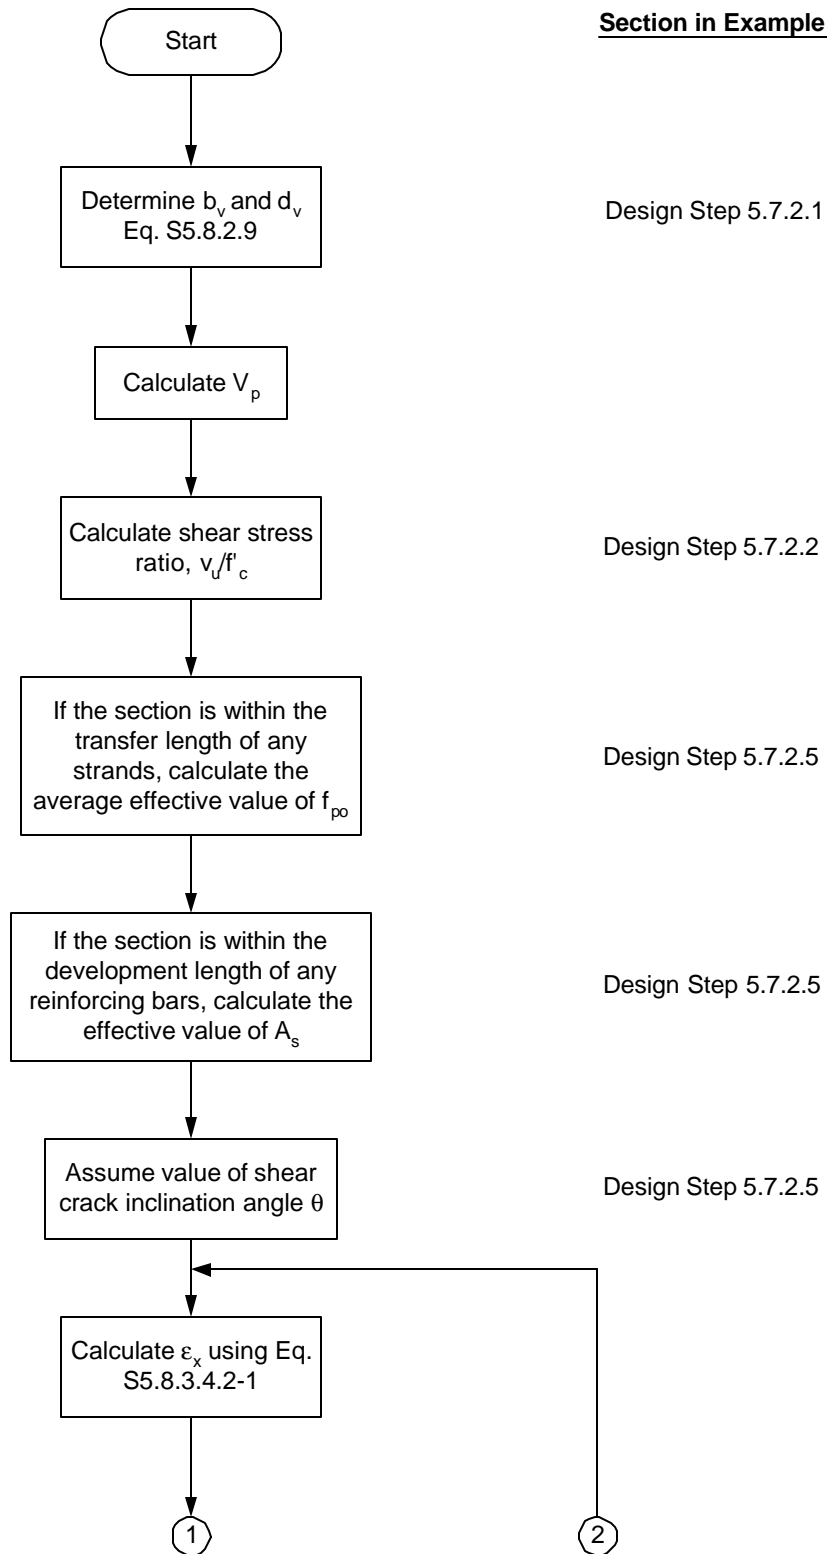 Section in Example
Start
Determine b_v and d_v
Eq. S5.8.2.9
Design Step 5.7.2.1
Calculate V_p
Calculate shear stress
ratio, v_u/f'_c
Design Step 5.7.2.2
If the section is within the
transfer length of any
strands, calculate the
average effective value of f_po
Design Step 5.7.2.5
If the section is within the
development length of any
reinforcing bars, calculate the
effective value of A_s
Design Step 5.7.2.5
Assume value of shear
crack inclination angle θ
Design Step 5.7.2.5
Calculate ε_x using Eq.
S5.8.3.4.2-1
1
2